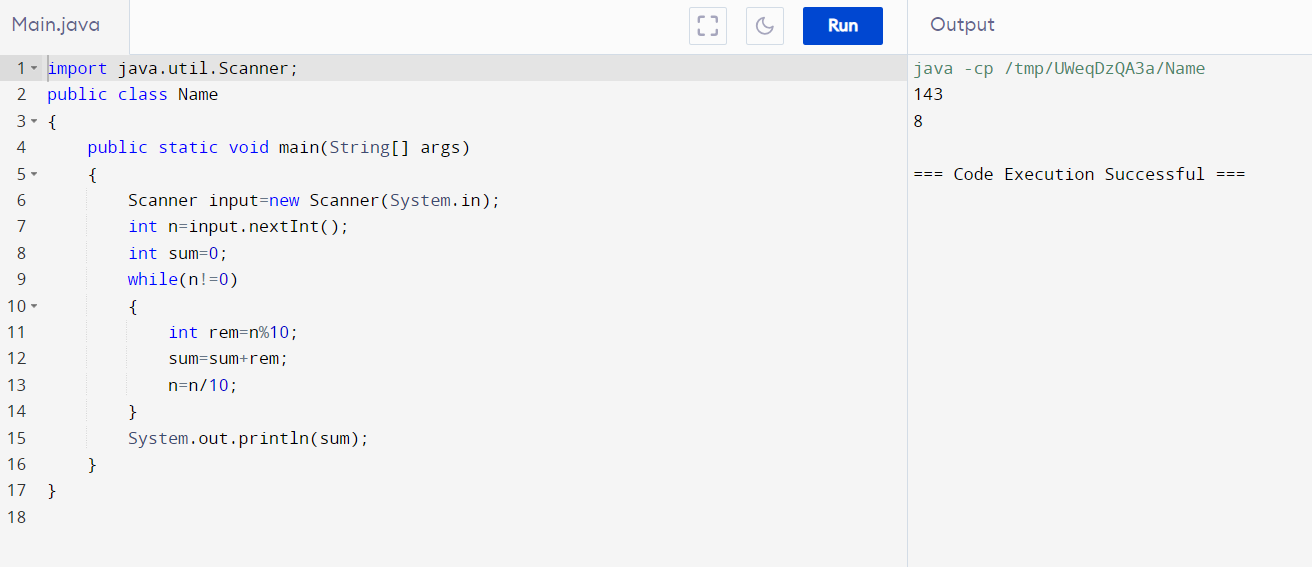 Main.java
Run
Output
1 import java.util.Scanner;
2 public class Name
3 {
4     public static void main(String[] args)
5     {
6         Scanner input=new Scanner(System.in);
7         int n=input.nextInt();
8         int sum=0;
9         while(n!=0)
10         {
11             int rem=n%10;
12             sum=sum+rem;
13             n=n/10;
14         }
15         System.out.println(sum);
16     }
17 }
18
java -cp /tmp/UWeqDzQA3a/Name
143
8
=== Code Execution Successful ===